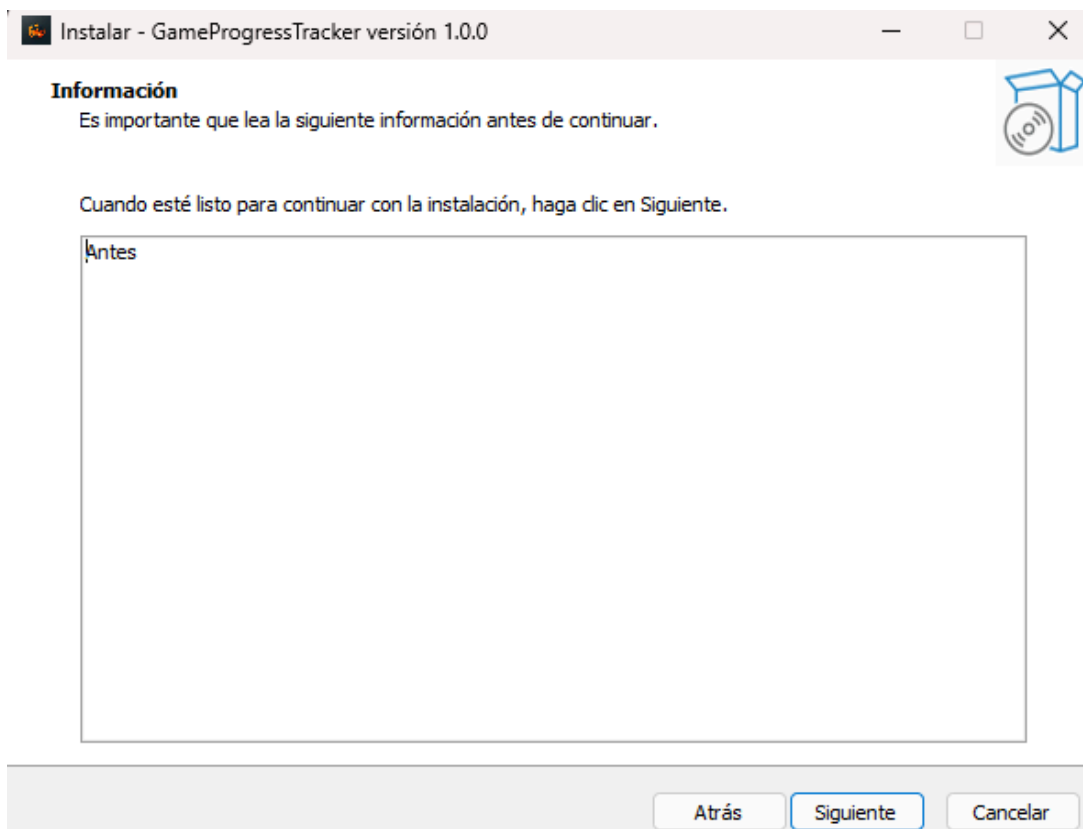 Instalar - GameProgressTracker versión 1.0.0
Información
Es importante que lea la siguiente información antes de continuar.
Cuando esté listo para continuar con la instalación, haga clic en Siguiente.
Antes
Atrás
Siguiente
Cancelar